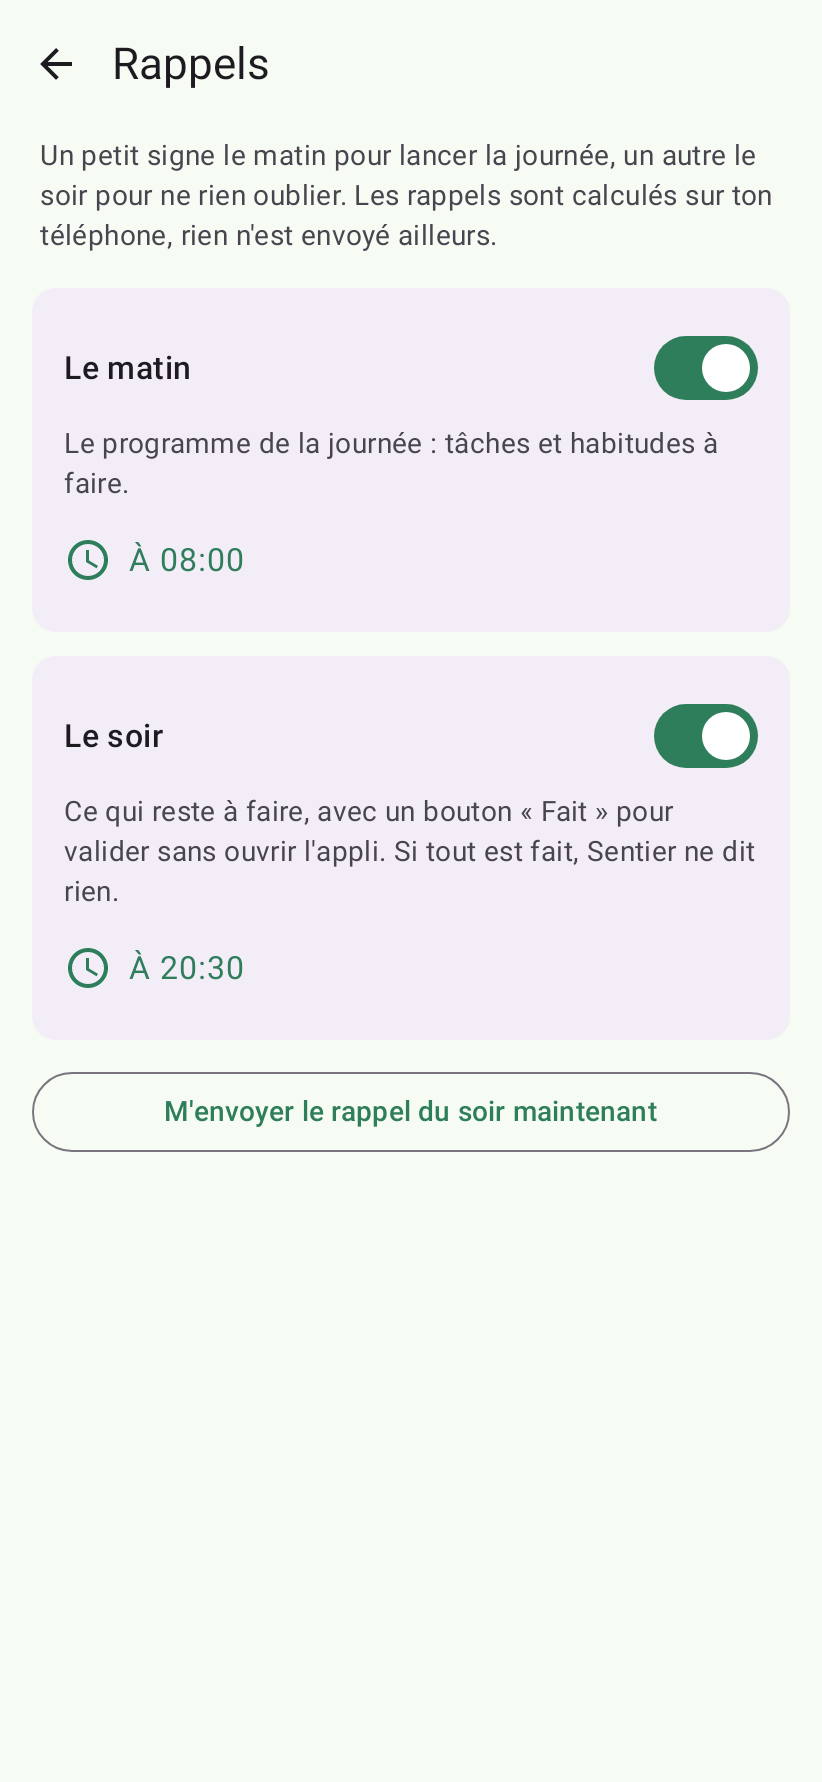 Rappels
Un petit signe le matin pour lancer la journée, un autre le
soir pour ne rien oublier. Les rappels sont calculés sur ton
téléphone, rien n'est envoyé ailleurs.
Le matin
Le programme de la journée : tâches et habitudes à
faire.
À 08:00
Le soir
Ce qui reste à faire, avec un bouton « Fait » pour
valider sans ouvrir l'appli. Si tout est fait, Sentier ne dit
rien.
À 20:30
M'envoyer le rappel du soir maintenant